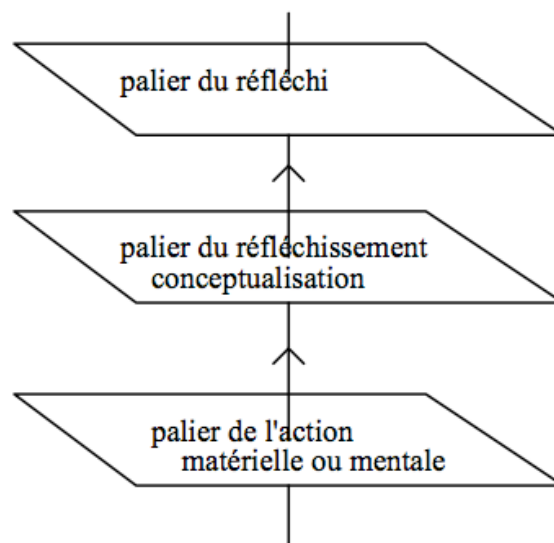 palier du réfléchi
palier du réfléchissement
conceptualisation
palier de l'action
matérielle ou mentale